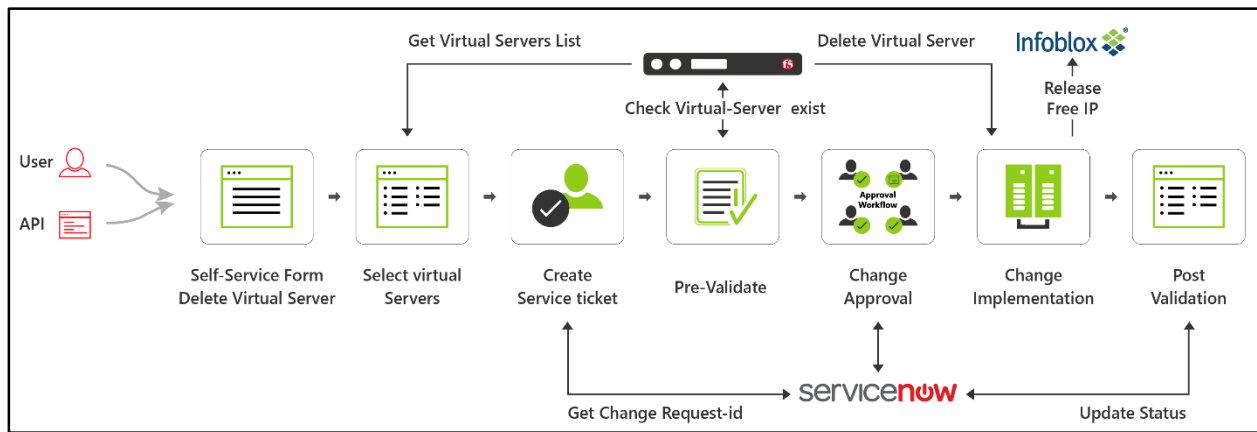 Get Virtual Servers List
Delete Virtual Server
Infoblox
f5
Check Virtual-Server exist
Release
Free IP
User
API
Approval
Workflow
Self-Service Form
Delete Virtual Server
Select virtual
Servers
Create
Service ticket
Pre-Validate
Change
Approval
Change
Implementation
Post
Validation
servicenow
Get Change Request-id
Update Status